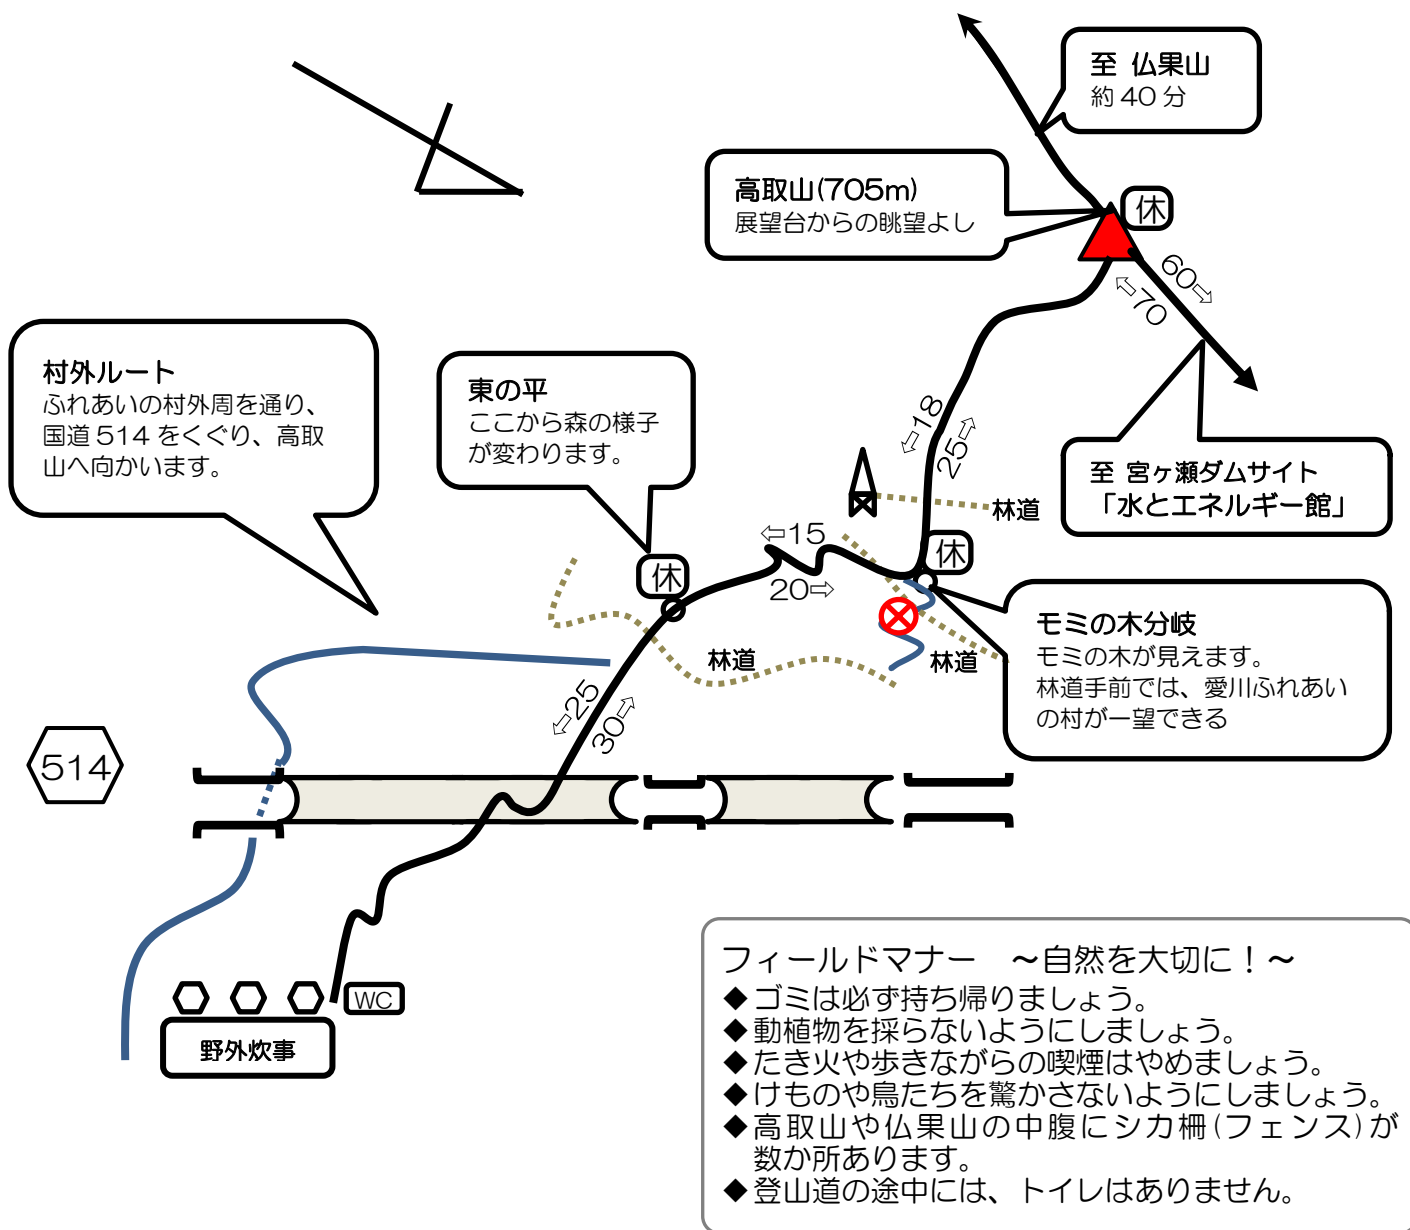 至 仏果山
約 40 分
高取山(705m)
展望台からの眺望よし
休
60⇨
⇦70
村外ルート
ふれあいの村外周を通り、
国道 514 をくぐり、高取
山へ向かいます。
東の平
ここから森の様子
が変わります。
⇦18
25⇨
至 宮ヶ瀬ダムサイト
「水とエネルギー館」
林道
⇦15
休
休
20⇨
モミの木分岐
モミの木が見えます。
林道手前では、愛川ふれあい
の村が一望できる
林道
林道
⇦25
30⇨
514
WC
野外炊事
フィールドマナー　～自然を大切に！～
◆ゴミは必ず持ち帰りましょう。
◆動植物を採らないようにしましょう。
◆たき火や歩きながらの喫煙はやめましょう。
◆けものや鳥たちを驚かさないようにしましょう。
◆高取山や仏果山の中腹にシカ柵(フェンス)が
数か所あります。
◆登山道の途中には、トイレはありません。